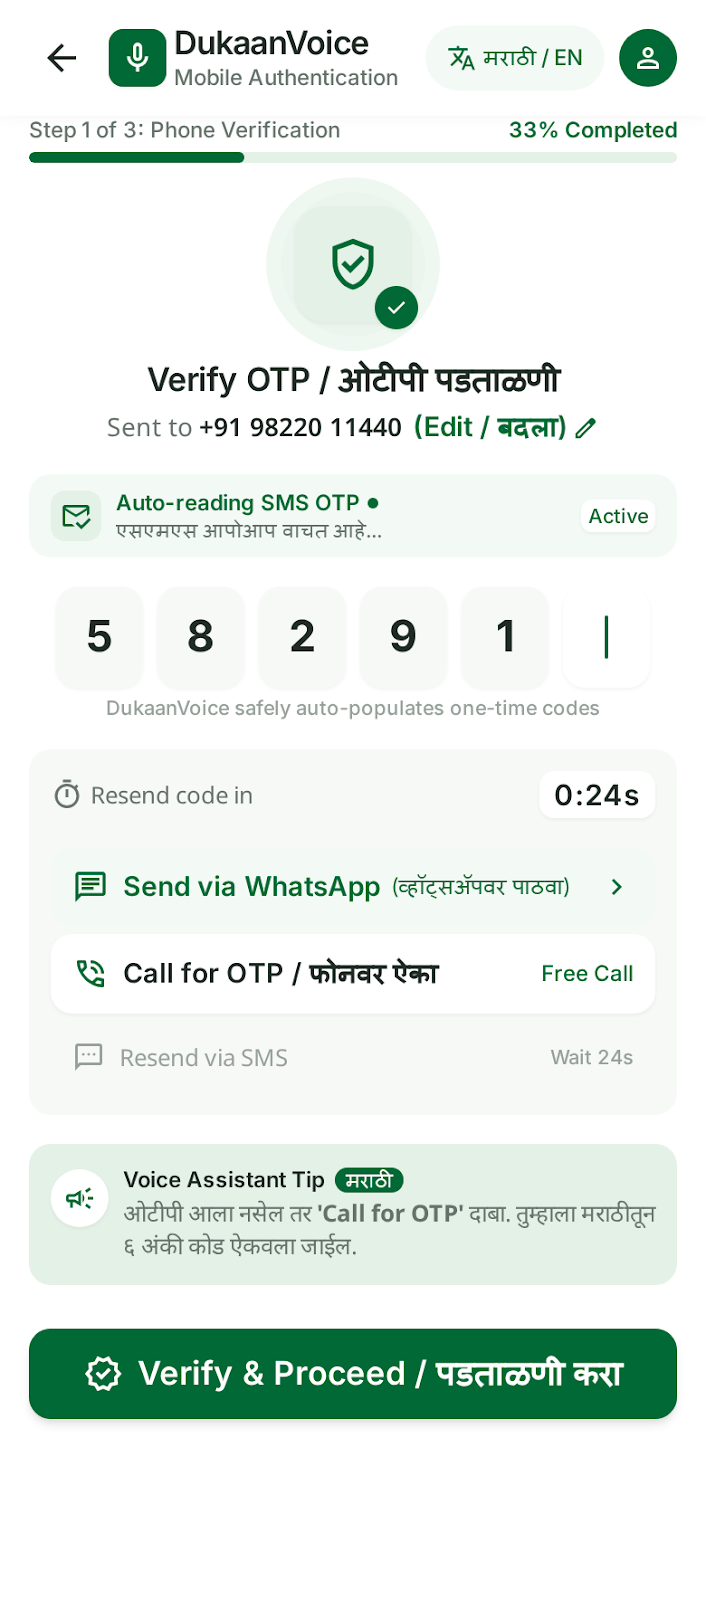 DukaanVoice
Mobile Authentication
मराठी / EN
Step 1 of 3: Phone Verification
33% Completed
Verify OTP / ओटीपी पडताळणी
Sent to +91 98220 11440 (Edit / बदला)
Auto-reading SMS OTP
एसएमएस आपोआप वाचत आहे...
Active
5 8 2 9 1
DukaanVoice safely auto-populates one-time codes
Resend code in
0:24s
Send via WhatsApp (व्हॉट्सॲपवर पाठवा)
Call for OTP / फोनवर ऐका
Free Call
Resend via SMS
Wait 24s
Voice Assistant Tip मराठी
ओटीपी आला नसेल तर 'Call for OTP' दाबा. तुम्हाला मराठीतून
६ अंकी कोड ऐकवला जाईल.
Verify & Proceed / पडताळणी करा